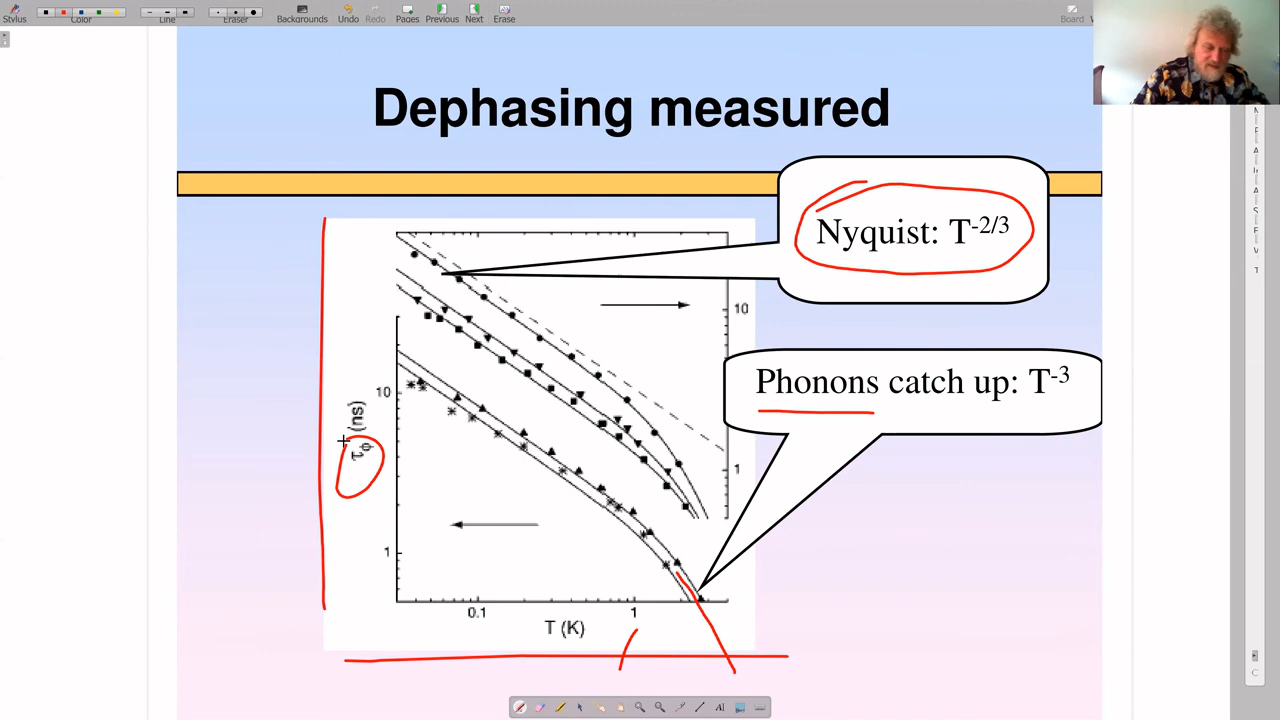 Stylus
Color
Line
Eraser
Backgrounds
Undo
Redo
Pages
Previous
Next
Erase
Board
Dephasing measured
Nyquist: T-2/3
Phonons catch up: T-3
10
1
10
1
τφ (ns)
0.1
1
T (K)